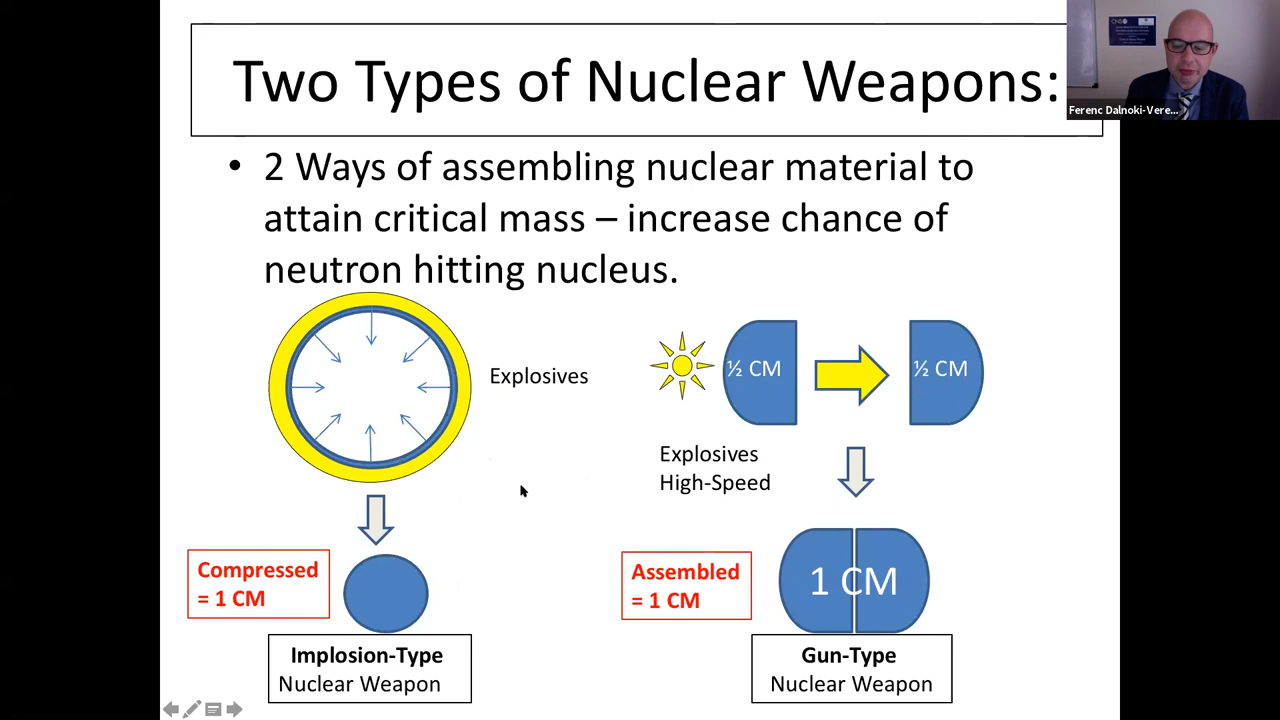 Two Types of Nuclear Weapons:
Ferenc Dalnoki-Vere...
• 2 Ways of assembling nuclear material to
attain critical mass – increase chance of
neutron hitting nucleus.
Explosives
½ CM
½ CM
Explosives
High-Speed
Compressed
= 1 CM
Assembled
= 1 CM
1 CM
Implosion-Type
Nuclear Weapon
Gun-Type
Nuclear Weapon